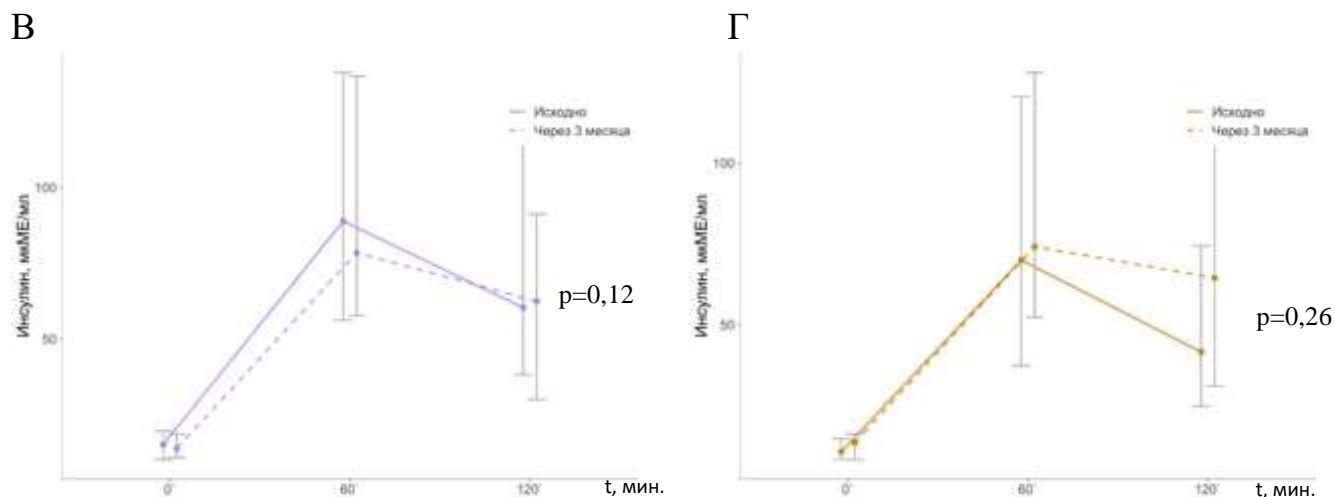 В
Г
Инсулин, мкМЕ/мл
100
50
Исходно
Через 3 месяца
p=0,12
0'
60'
120'
t, мин.
Инсулин, мкМЕ/мл
100
50
Исходно
Через 3 месяца
p=0,26
0'
60'
120'
t, мин.